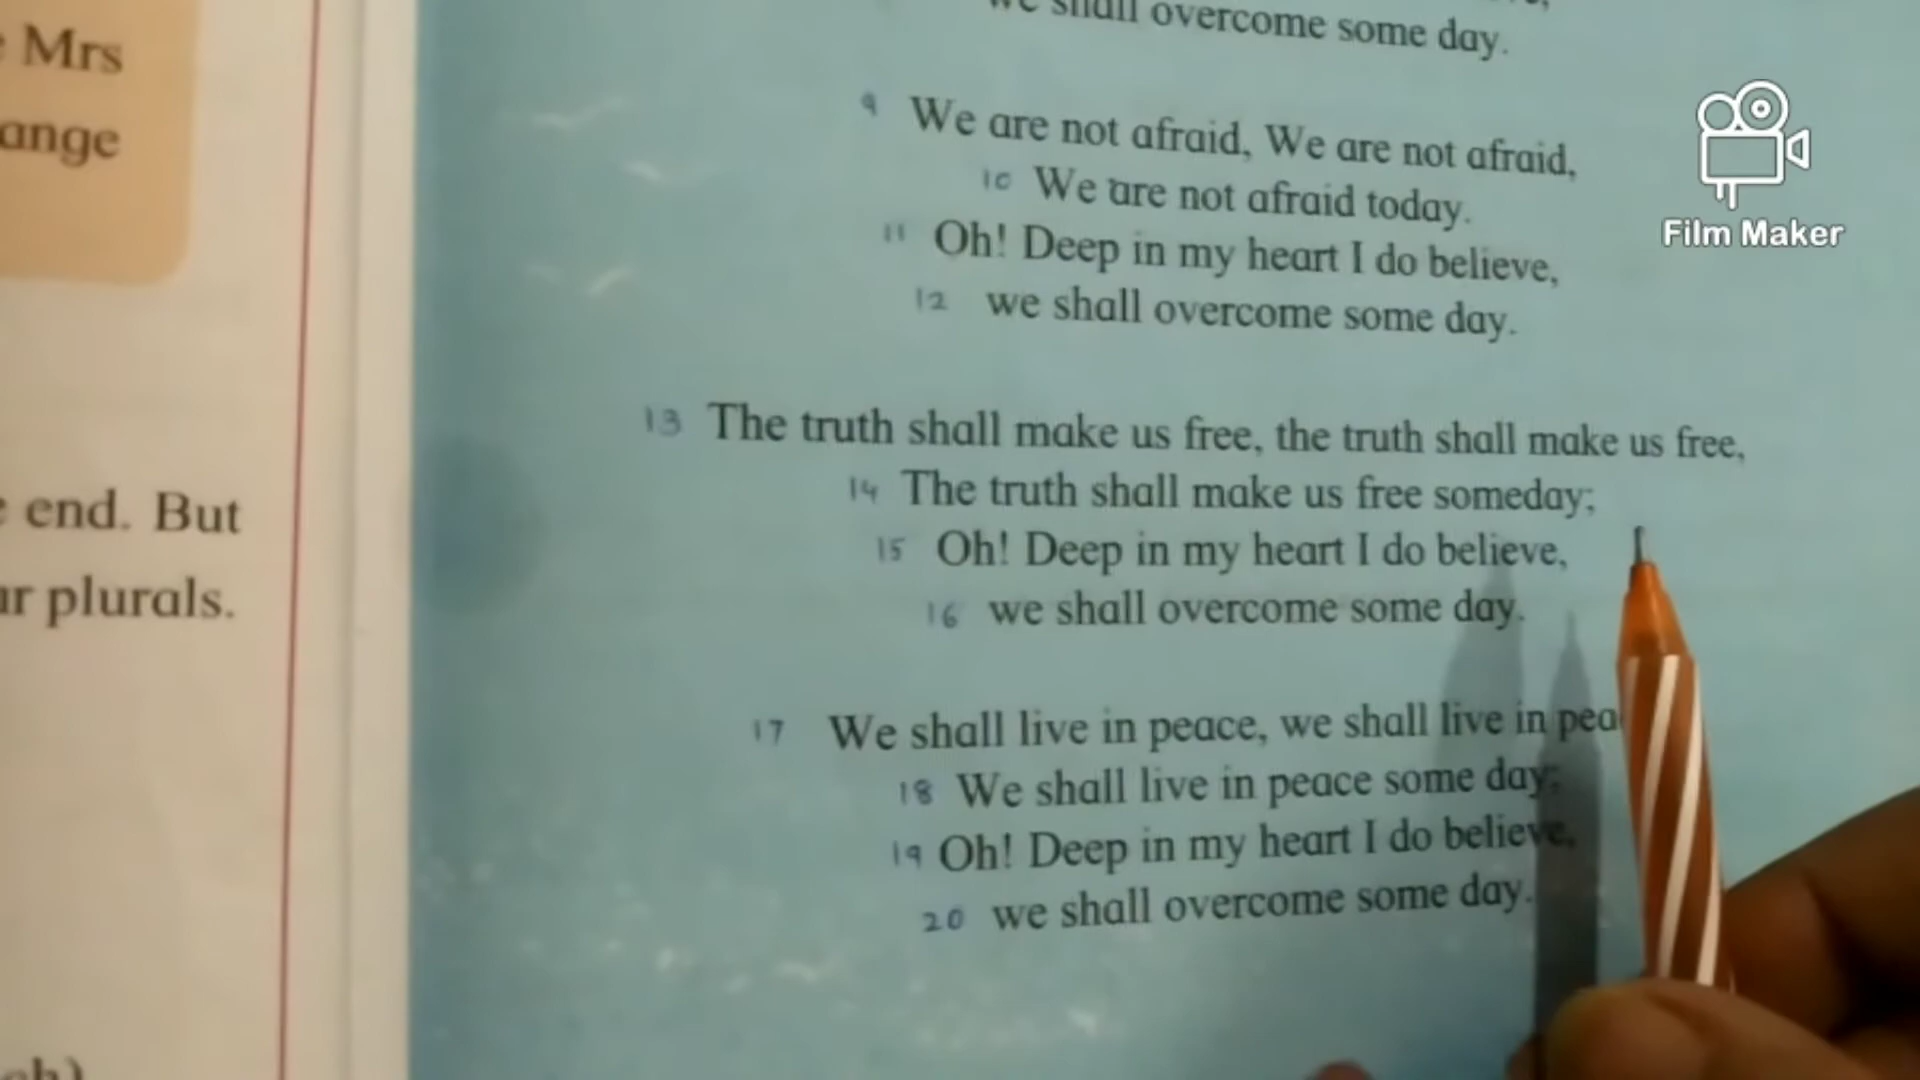 Mrs
ange
end. But
plurals.
shall overcome some day.
9 We are not afraid, We are not afraid,
10 We are not afraid today.
11 Oh! Deep in my heart I do believe,
12 we shall overcome some day.
13 The truth shall make us free, the truth shall make us free,
14 The truth shall make us free someday;
15 Oh! Deep in my heart I do believe,
16 we shall overcome some day.
17 We shall live in peace, we shall live in pea
18 We shall live in peace some day;
19 Oh! Deep in my heart I do believe,
20 we shall overcome some day.
Film Maker